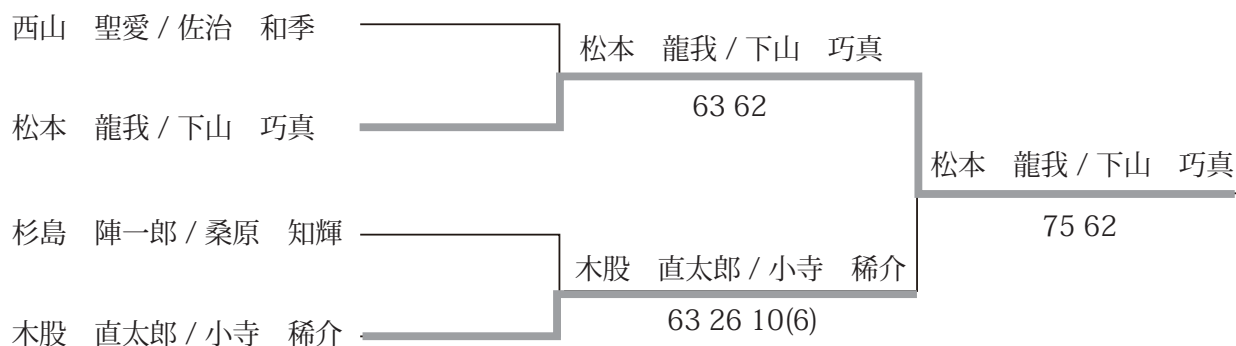 西山　聖愛 / 佐治　和季
松本　龍我 / 下山　巧真
63 62
松本　龍我 / 下山　巧真
松本　龍我 / 下山　巧真
75 62
杉島　陣一郎 / 桑原　知輝
木股　直太郎 / 小寺　稀介
63 26 10(6)
木股　直太郎 / 小寺　稀介